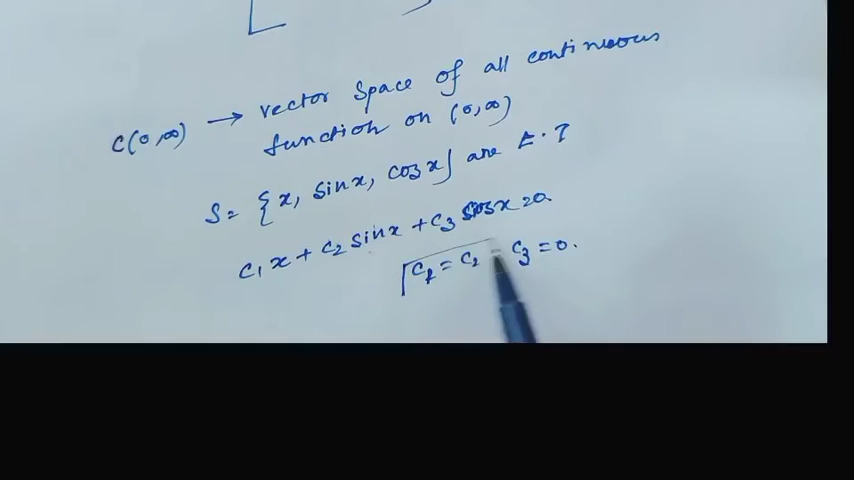 C(0,∞) → vector space of all continuous
function on (0,∞)
S = {x, sinx, cosx} are L.I
c₁x + c₂ sinx + c₃ cosx = 0.
c₁ = c₂ = c₃ = 0.